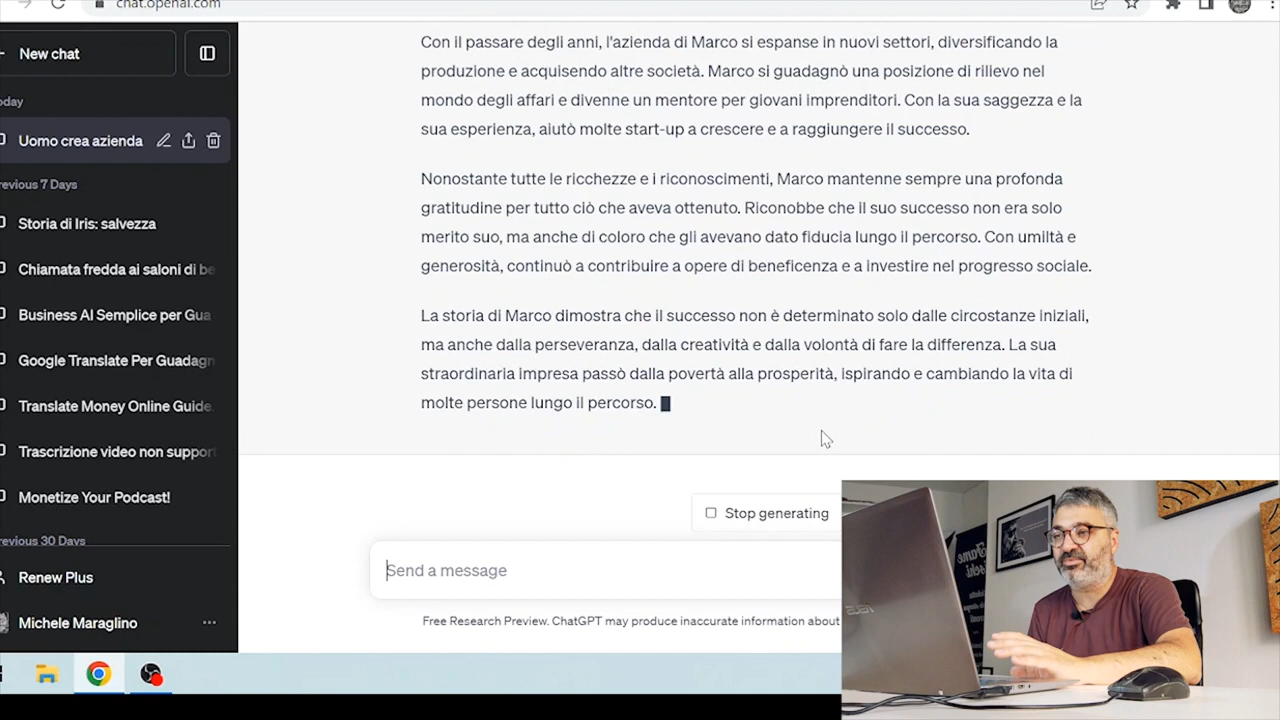 chat.openai.com
New chat
oday
Uomo crea azienda
revious 7 Days
Storia di Iris: salvezza
Chiamata fredda ai saloni di be
Business AI Semplice per Gua
Google Translate Per Guadagn
Translate Money Online Guide.
Trascrizione video non support
Monetize Your Podcast!
revious 30 Days
Renew Plus
Michele Maraglino
Con il passare degli anni, l'azienda di Marco si espanse in nuovi settori, diversificando la
produzione e acquisendo altre società. Marco si guadagnò una posizione di rilievo nel
mondo degli affari e divenne un mentore per giovani imprenditori. Con la sua saggezza e la
sua esperienza, aiutò molte start-up a crescere e a raggiungere il successo.
Nonostante tutte le ricchezze e i riconoscimenti, Marco mantenne sempre una profonda
gratitudine per tutto ciò che aveva ottenuto. Riconobbe che il suo successo non era solo
merito suo, ma anche di coloro che gli avevano dato fiducia lungo il percorso. Con umiltà e
generosità, continuò a contribuire a opere di beneficenza e a investire nel progresso sociale.
La storia di Marco dimostra che il successo non è determinato solo dalle circostanze iniziali,
ma anche dalla perseveranza, dalla creatività e dalla volontà di fare la differenza. La sua
straordinaria impresa passò dalla povertà alla prosperità, ispirando e cambiando la vita di
molte persone lungo il percorso.
Stop generating
Send a message
Free Research Preview. ChatGPT may produce inaccurate information about
ASUS